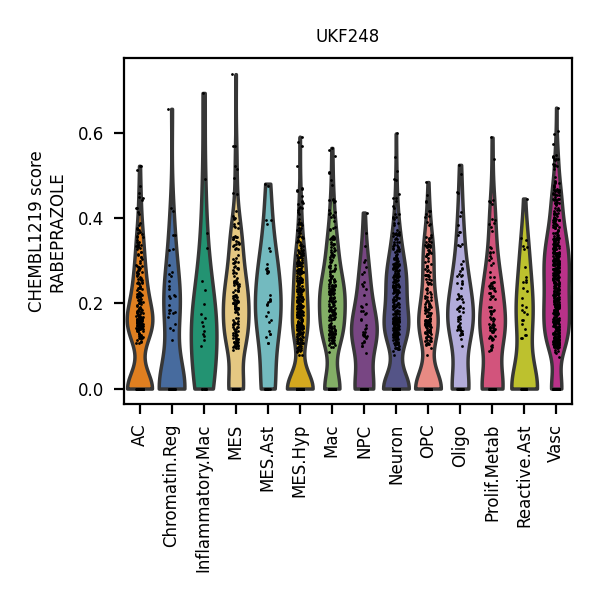 UKF248
CHEMBL1219 score
RABEPRAZOLE
0.6
0.4
0.2
0.0
AC
Chromatin.Reg
Inflammatory.Mac
MES
MES.Ast
MES.Hyp
Mac
NPC
Neuron
OPC
Oligo
Prolif.Metab
Reactive.Ast
Vasc